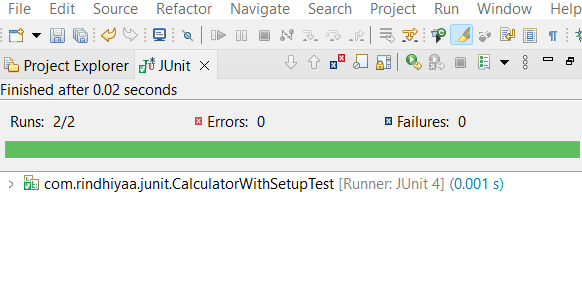 File Edit Source Refactor Navigate Search Project Run Window Help
Project Explorer JUnit
Finished after 0.02 seconds
Runs: 2/2 Errors: 0 Failures: 0
com.rindhiyaa.junit.CalculatorWithSetupTest [Runner: JUnit 4] (0.001 s)